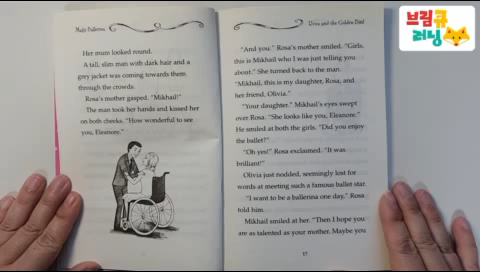 브림큐
러닝
Magic Ballerina
Her mum looked round.
A tall, slim man with dark hair and a
grey jacket was coming towards them
through the crowds.
Rosa's mother gasped. "Mikhail!"
The man took her hands and kissed her
on both cheeks. "How wonderful to see
you, Eleanore."
Rosa and the Golden Bird
"And you." Rosa's mother smiled. "Girls,
this is Mikhail who I was just telling you
about." She turned back to the man.
"Mikhail, this is my daughter, Rosa, and
her friend, Olivia."
"Your daughter." Mikhail's eyes swept
over Rosa. "She looks like you, Eleanore."
He smiled at both the girls. "Did you enjoy
the ballet?"
"Oh yes!" Rosa exclaimed. "It was
brilliant!"
Olivia just nodded, seemingly lost for
words at meeting such a famous ballet star.
"I want to be a ballerina one day," Rosa
told him.
Mikhail smiled at her. "Then I hope you
are as talented as your mother. Maybe you